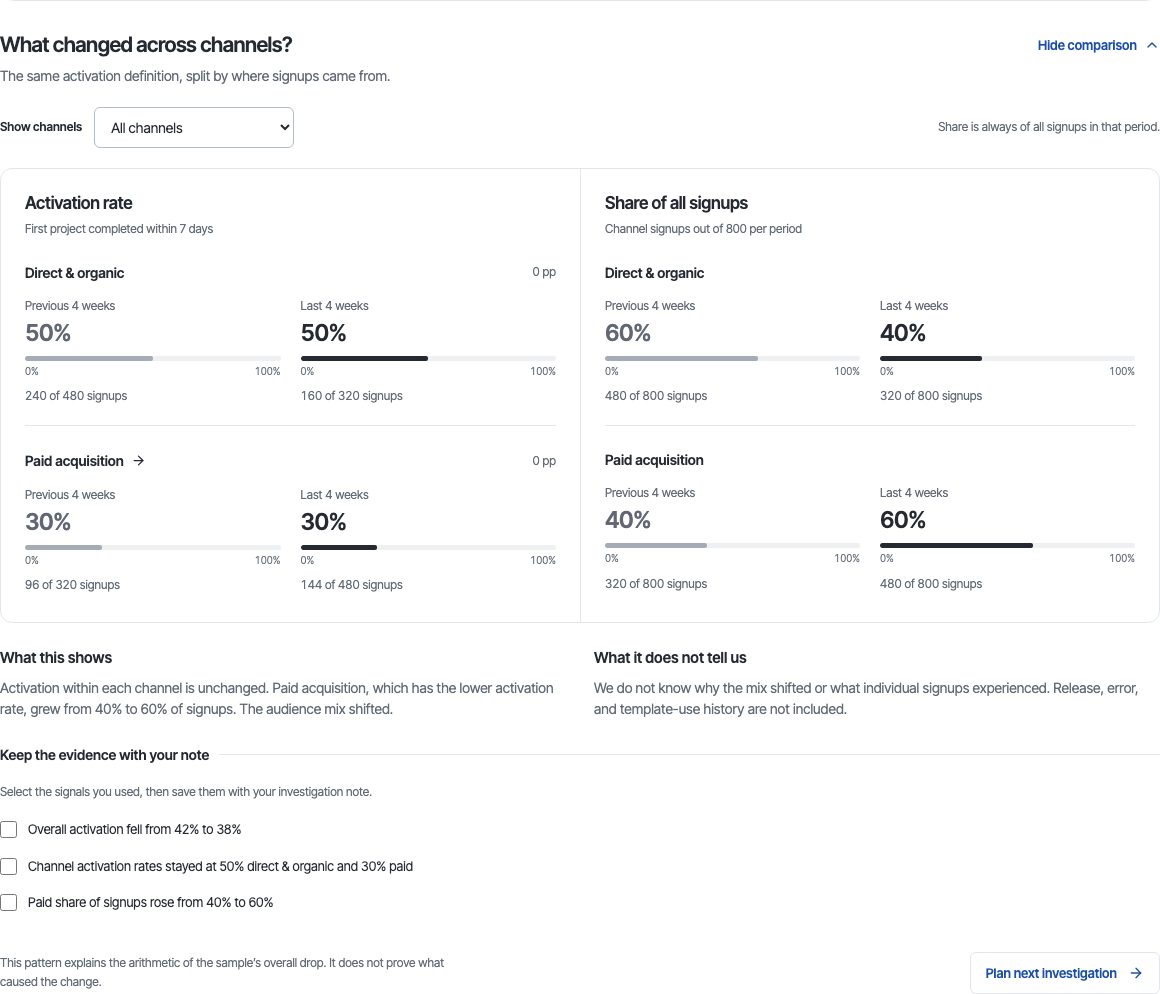 What changed across channels?
Hide comparison
The same activation definition, split by where signups came from.
Show channels
All channels
Share is always of all signups in that period.
Activation rate
First project completed within 7 days
Direct & organic
0 pp
Previous 4 weeks
Last 4 weeks
50%
50%
0%
100%
0%
100%
240 of 480 signups
160 of 320 signups
Paid acquisition
0 pp
Previous 4 weeks
Last 4 weeks
30%
30%
0%
100%
0%
100%
96 of 320 signups
144 of 480 signups
Share of all signups
Channel signups out of 800 per period
Direct & organic
Previous 4 weeks
Last 4 weeks
60%
40%
0%
100%
0%
100%
480 of 800 signups
320 of 800 signups
Paid acquisition
Previous 4 weeks
Last 4 weeks
40%
60%
0%
100%
0%
100%
320 of 800 signups
480 of 800 signups
What this shows
Activation within each channel is unchanged. Paid acquisition, which has the lower activation
rate, grew from 40% to 60% of signups. The audience mix shifted.
What it does not tell us
We do not know why the mix shifted or what individual signups experienced. Release, error,
and template-use history are not included.
Keep the evidence with your note
Select the signals you used, then save them with your investigation note.
Overall activation fell from 42% to 38%
Channel activation rates stayed at 50% direct & organic and 30% paid
Paid share of signups rose from 40% to 60%
This pattern explains the arithmetic of the sample's overall drop. It does not prove what
caused the change.
Plan next investigation